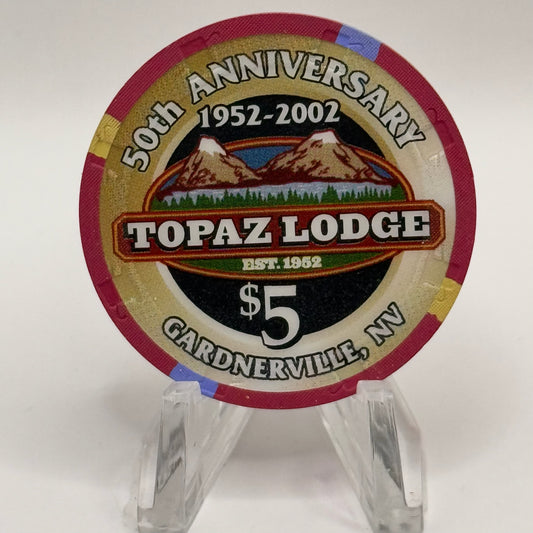 50th ANNIVERSARY
1952-2002
TOPAZ LODGE
EST. 1952
$5
GARDNERVILLE, NV